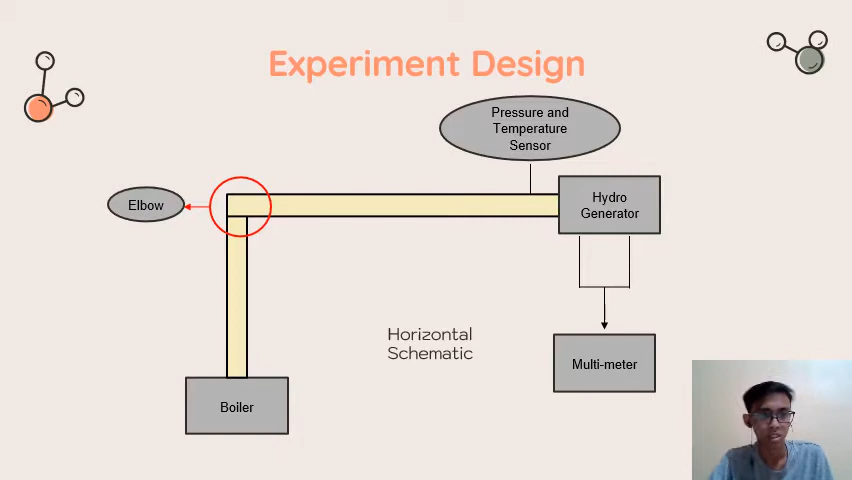 Experiment Design
Pressure and
Temperature
Sensor
Elbow
Hydro
Generator
Horizontal
Schematic
Multi-meter
Boiler